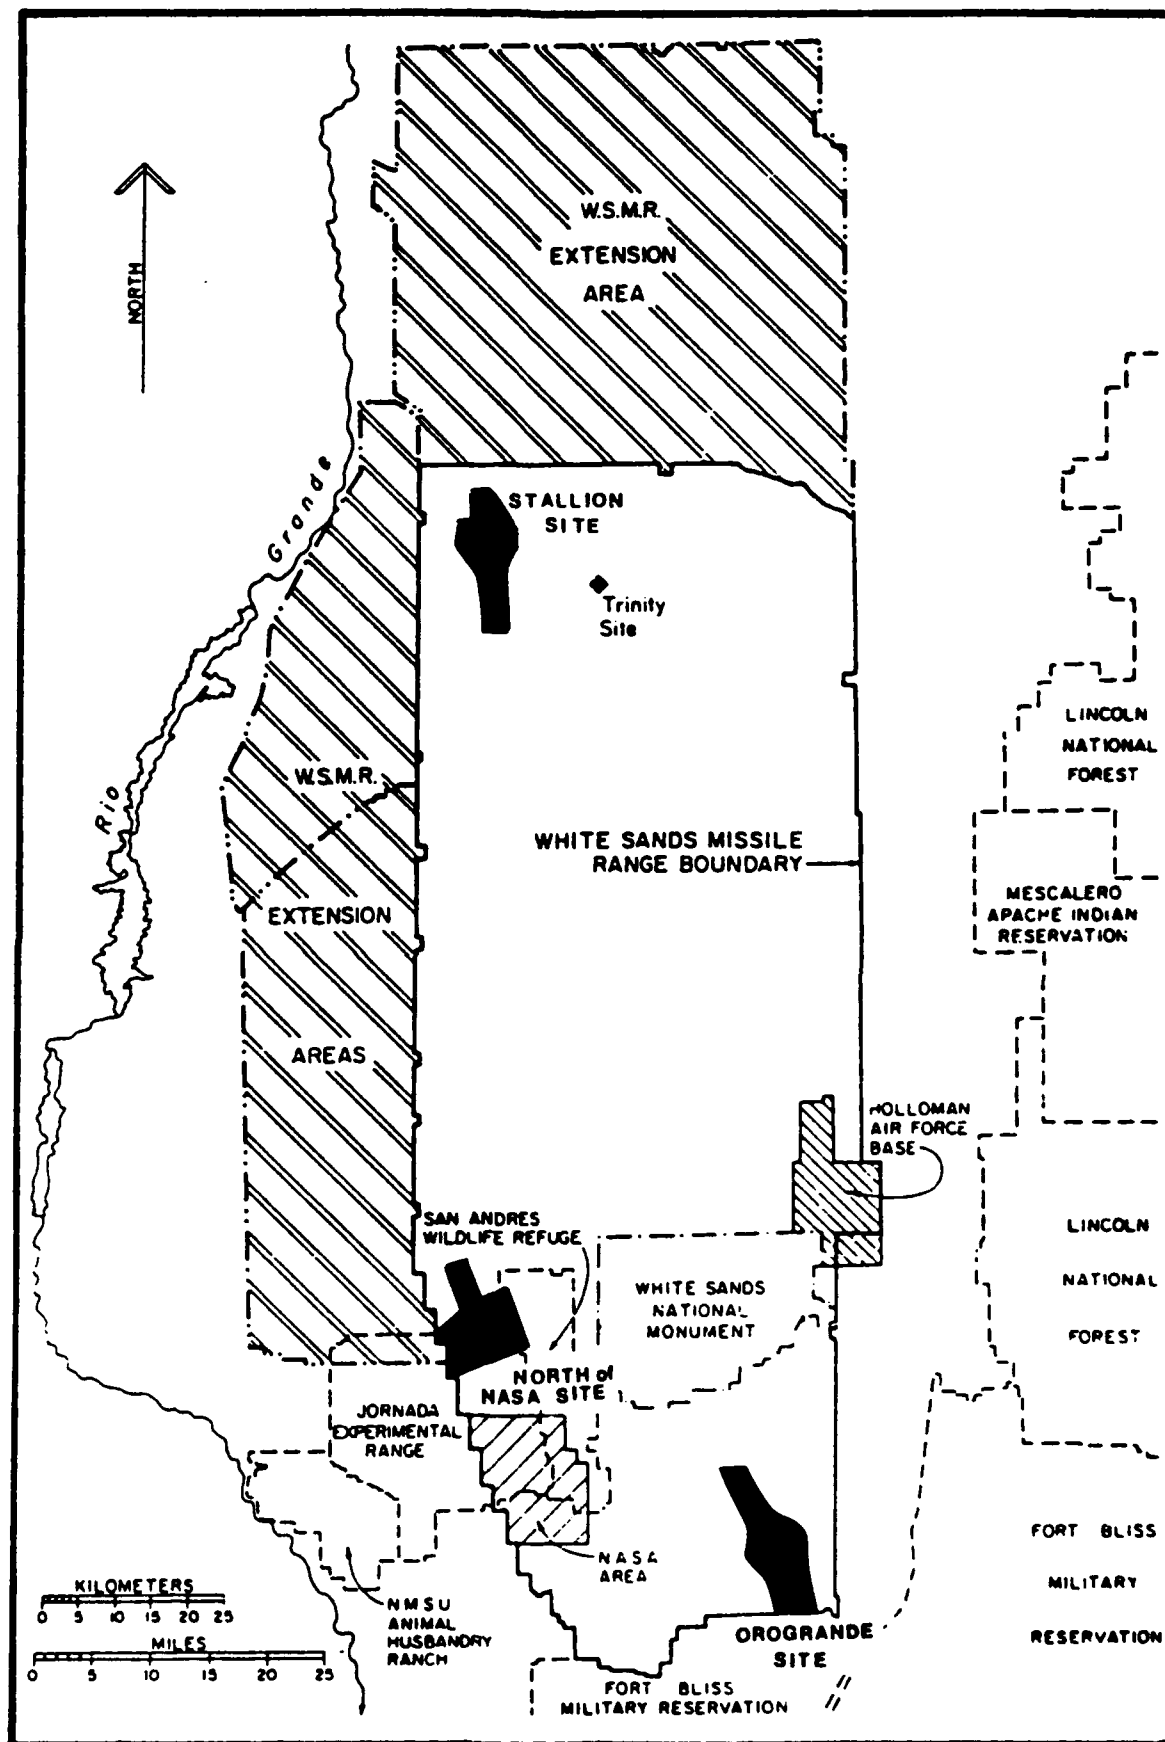 W.S.M.R.
EXTENSION
AREA
NORTH
Rio Grande
STALLION
SITE
Trinity
Site
LINCOLN
NATIONAL
FOREST
W.S.M.R.
EXTENSION
AREAS
WHITE SANDS MISSILE
RANGE BOUNDARY
MESCALERO
APACHE INDIAN
RESERVATION
HOLLOMAN
AIR FORCE
BASE
SAN ANDRES
WILDLIFE REFUGE
WHITE SANDS
NATIONAL
MONUMENT
LINCOLN
NATIONAL
FOREST
NORTH of
NASA SITE
JORNADA
EXPERIMENTAL
RANGE
NASA
AREA
FORT BLISS
MILITARY
RESERVATION
KILOMETERS
0 5 10 15 20 25
MILES
0 5 10 15 20 25
NMSU
ANIMAL
HUSBANDRY
RANCH
OROGRANDE
SITE
FORT BLISS
MILITARY RESERVATION